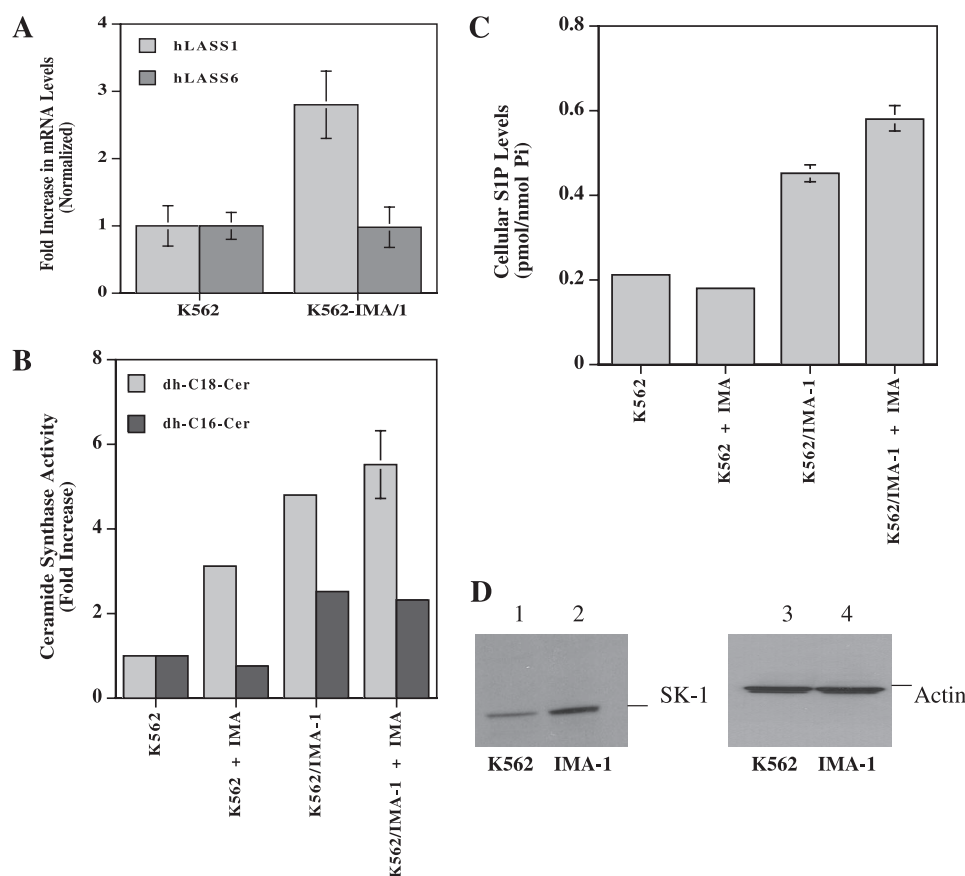 A
Fold Increase in mRNA Levels
(Normalized)
4
3
2
1
0
hLASS1
hLASS6
K562
K562-IMA/1
B
Ceramide Synthase Activity
(Fold Increase)
8
6
4
2
0
dh-C18-Cer
dh-C16-Cer
K562
K562 + IMA
K562/IMA-1
K562/IMA-1 + IMA
C
Cellular S1P Levels
(pmol/nmol Pi)
0.8
0.6
0.4
0.2
0
K562
K562 + IMA
K562/IMA-1
K562/IMA-1 + IMA
D
1 2
SK-1
K562 IMA-1
3 4
Actin
K562 IMA-1